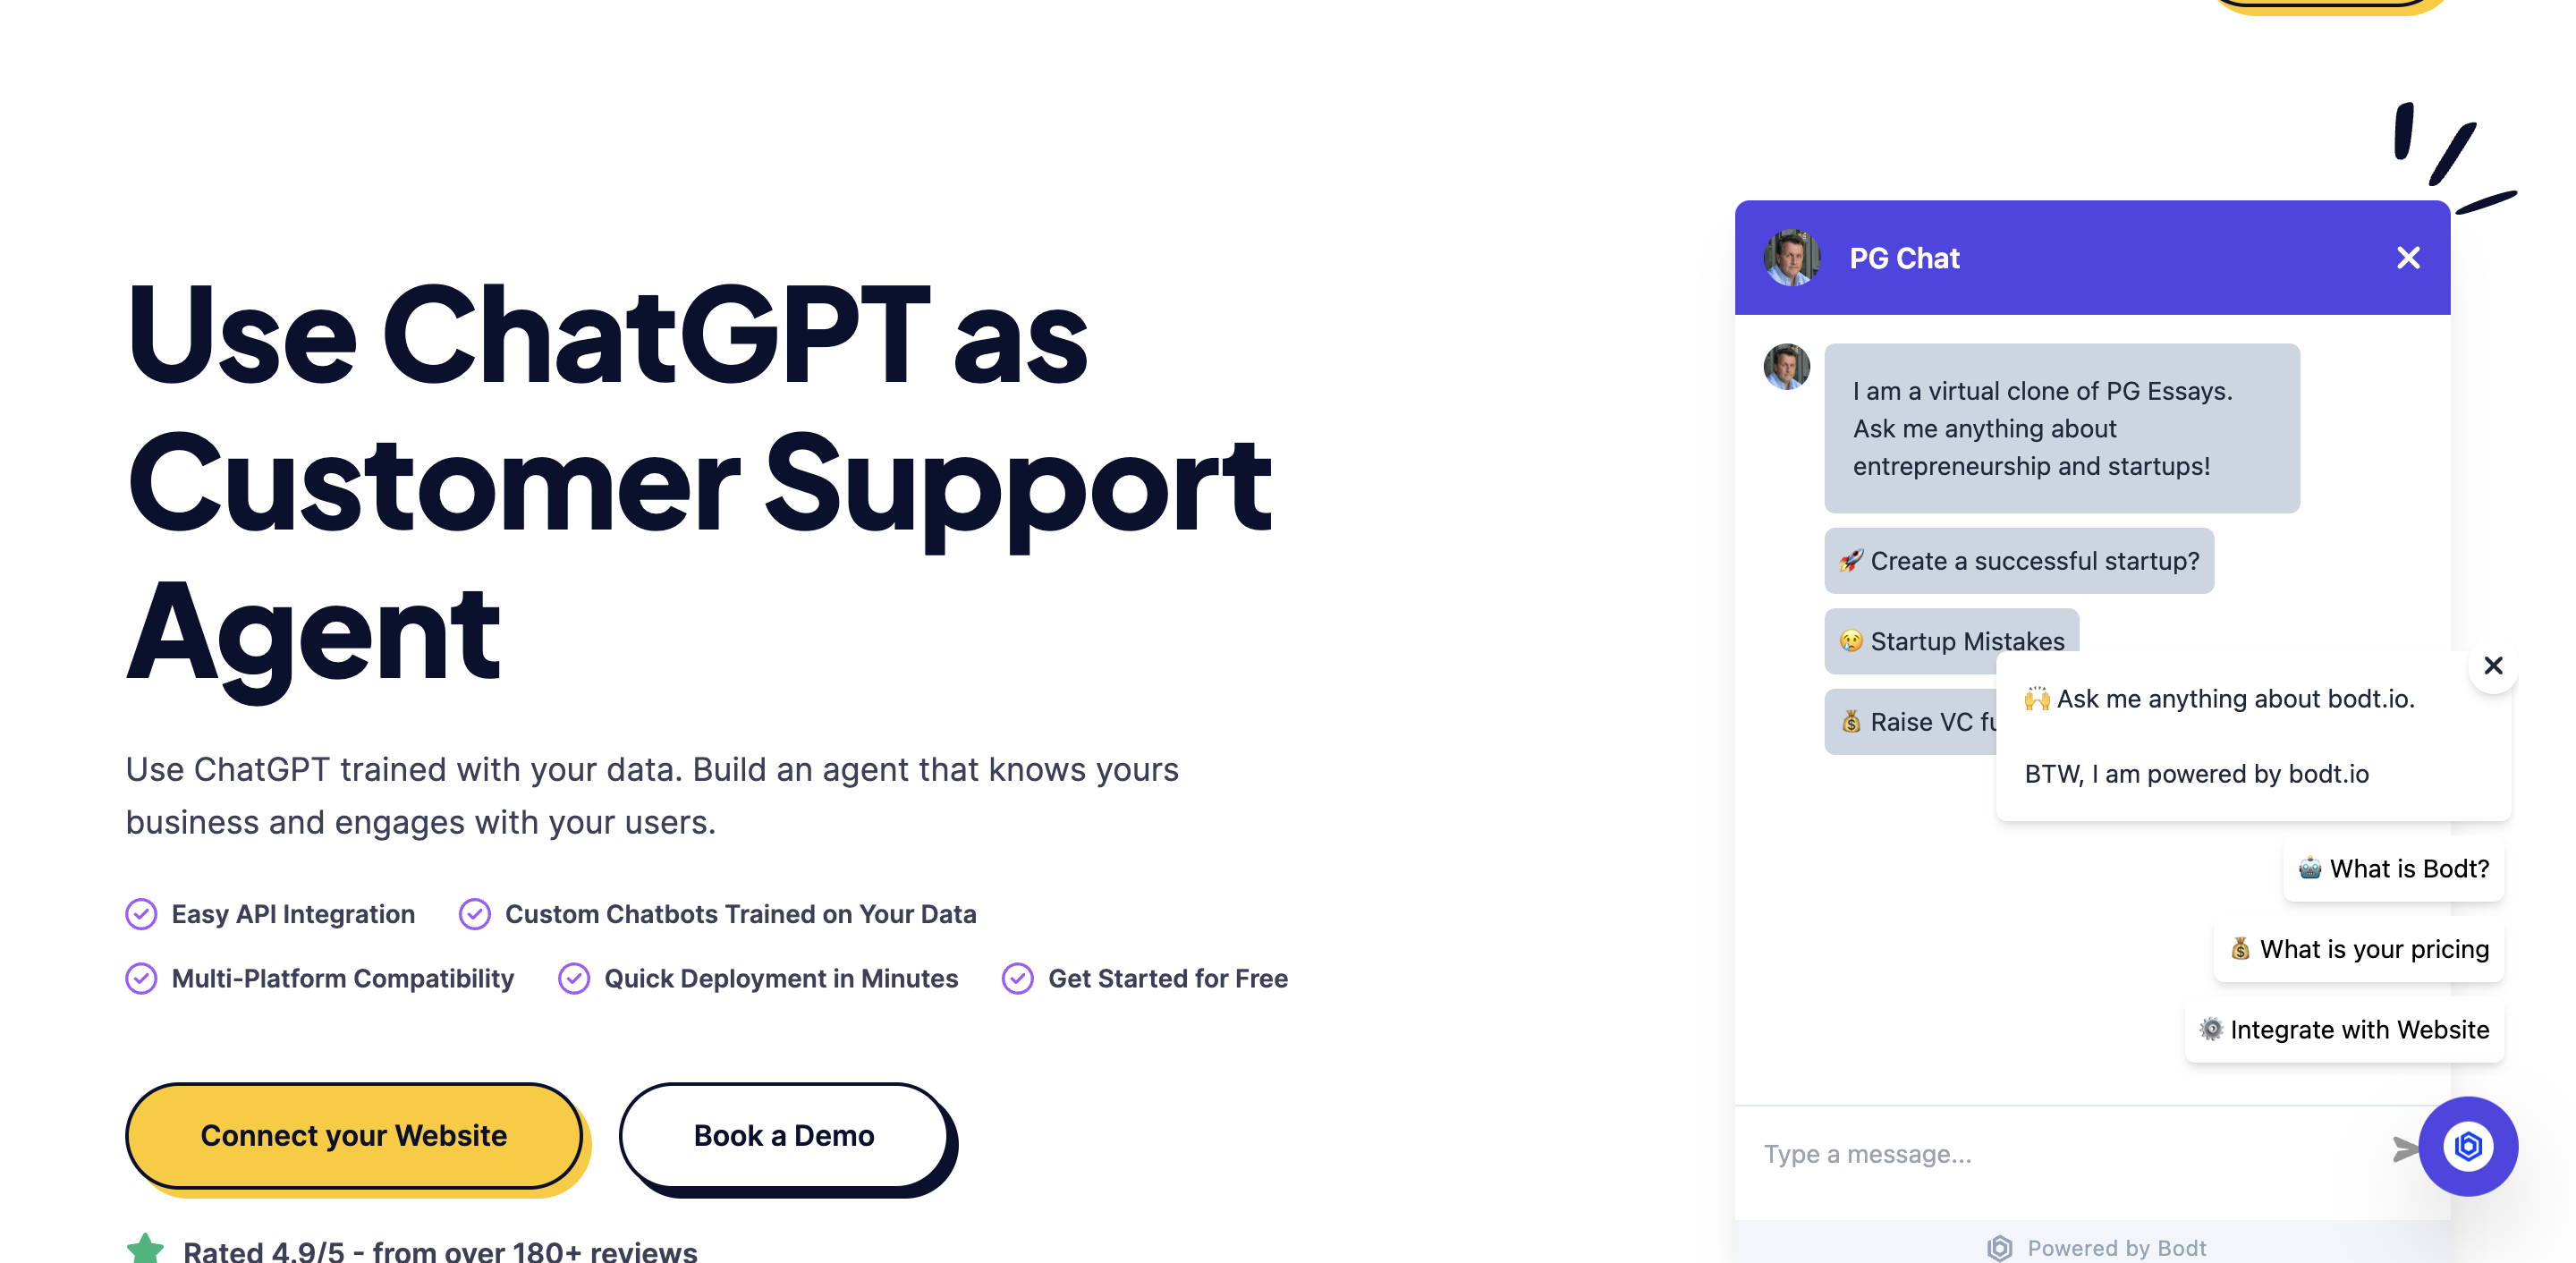 Use ChatGPT as
Customer Support
Agent
Use ChatGPT trained with your data. Build an agent that knows yours
business and engages with your users.
Easy API Integration
Custom Chatbots Trained on Your Data
Multi-Platform Compatibility
Quick Deployment in Minutes
Get Started for Free
Connect your Website
Book a Demo
Rated 4.9/5 - from over 180+ reviews
PG Chat
I am a virtual clone of PG Essays.
Ask me anything about
entrepreneurship and startups!
🚀 Create a successful startup?
😢 Startup Mistakes
💰 Raise VC
🙌 Ask me anything about bodt.io.
BTW, I am powered by bodt.io
🤖 What is Bodt?
💰 What is your pricing
⚙️ Integrate with Website
Type a message...
Powered by Bodt